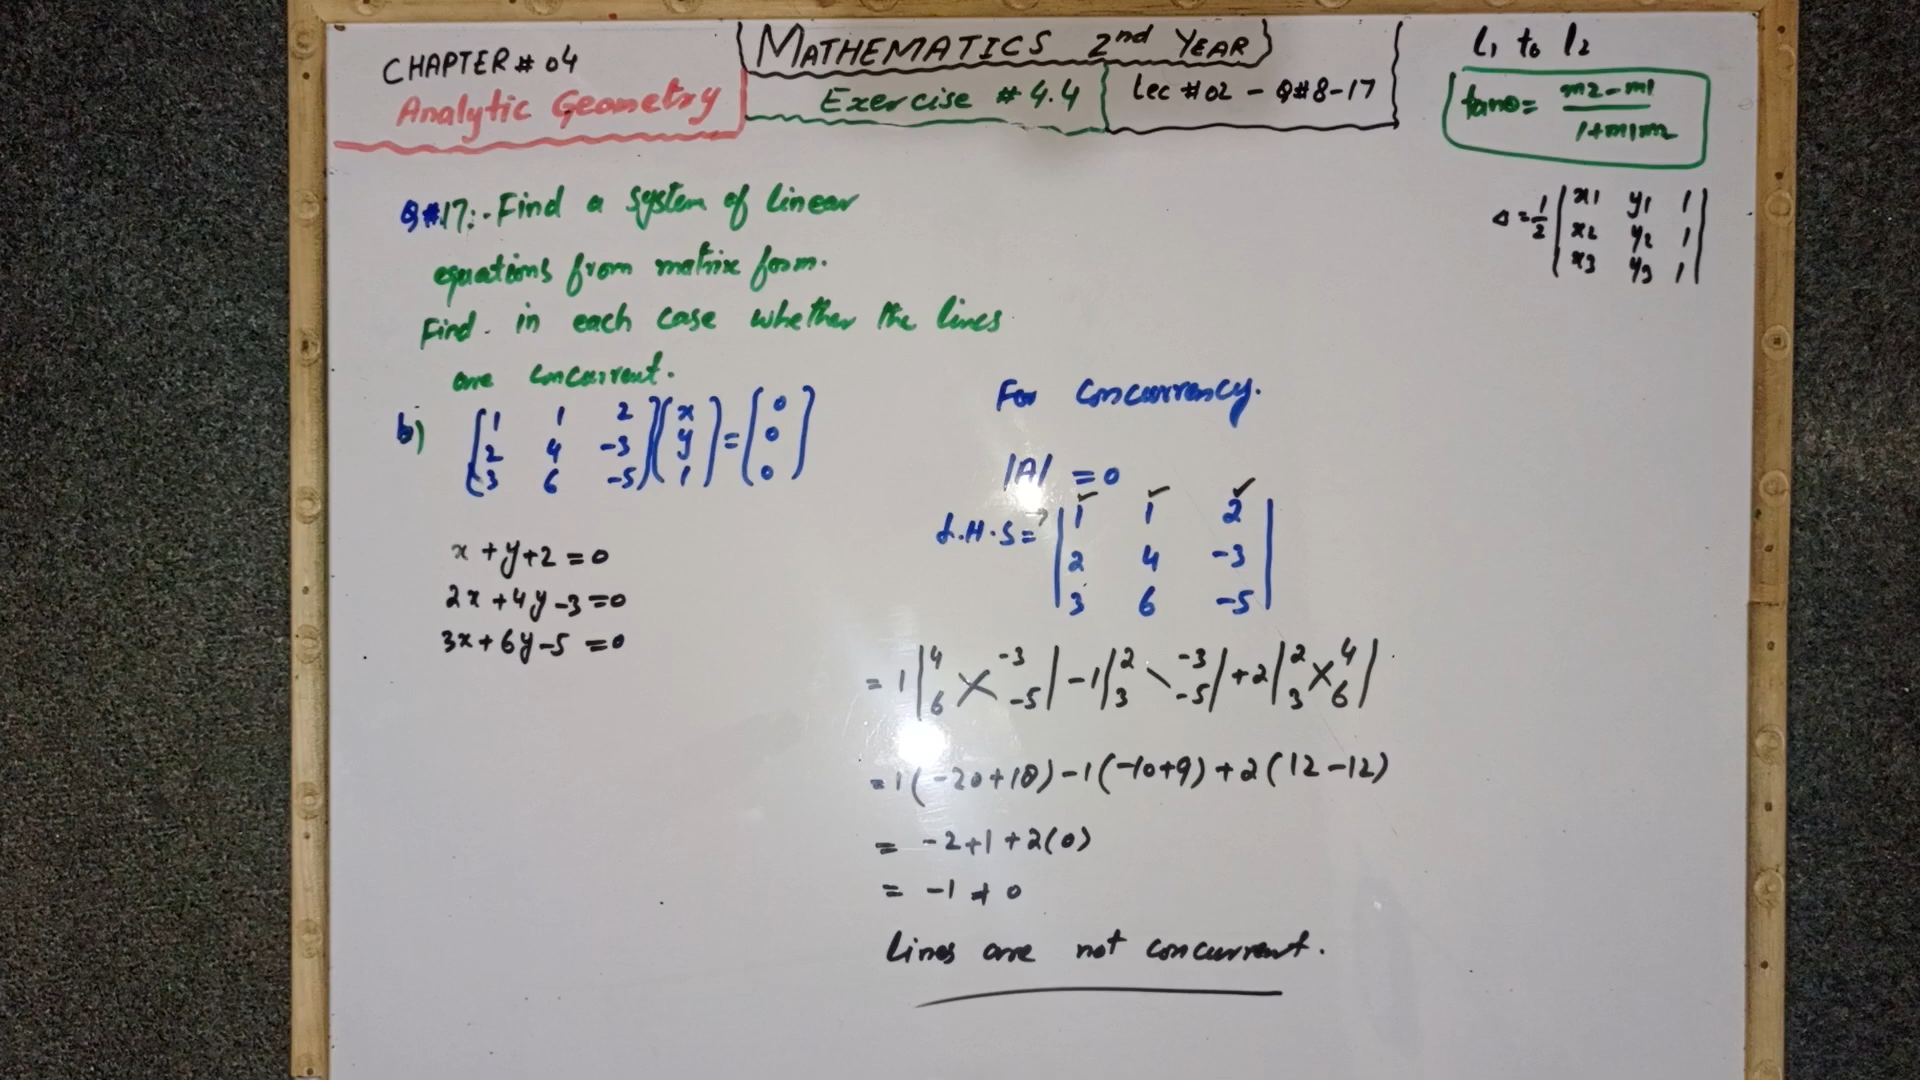 CHAPTER # 04
Analytic Geometry
MATHEMATICS 2nd YEAR
Exercise # 4.4
Lec # 02 - Q#8-17
l₁ to l₂
tanθ = (m2-m1)/(1+m1m2)
Δ = 1/2 | x1 y1 1 |
| x2 y2 1 |
| x3 y3 1 |
Q#17:- Find a system of linear
equations from matrix form.
Find in each case whether the lines
are concurrent.
b) [1 1 2] [x] = [0]
[2 4 -3] [y] [0]
[3 6 -5] [1] [0]
x + y + 2 = 0
2x + 4y - 3 = 0
3x + 6y - 5 = 0
For concurrency.
|A| = 0
L.H.S = | 1 1 2 |
| 2 4 -3 |
| 3 6 -5 |
= 1 |4 -3| - 1 |2 -3| + 2 |2 4|
|6 -5| |3 -5| |3 6|
= 1(-20+18) - 1(-10+9) + 2(12-12)
= -2+1+2(0)
= -1 ≠ 0
Lines are not concurrent.